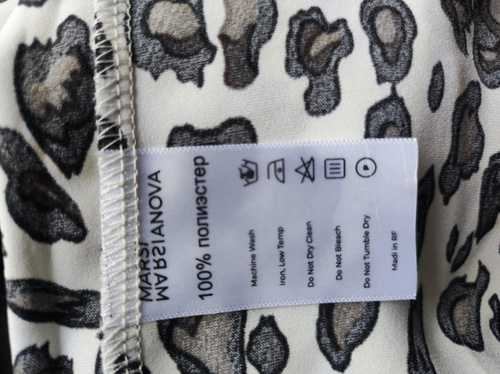 MARSI
MARSIANOVA
100% полиэстер
Machine Wash
Iron, Low Temp
Do Not Dry Clean
Do Not Bleach
Do Not Tumble Dry
Madi in RF